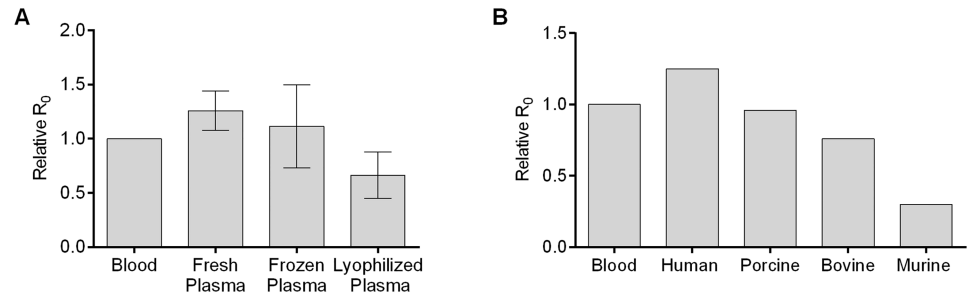 A
Relative R0
2.0
1.5
1.0
0.5
0.0
Blood
Fresh
Plasma
Frozen
Plasma
Lyophilized
Plasma
B
Relative R0
1.5
1.0
0.5
0.0
Blood
Human
Porcine
Bovine
Murine